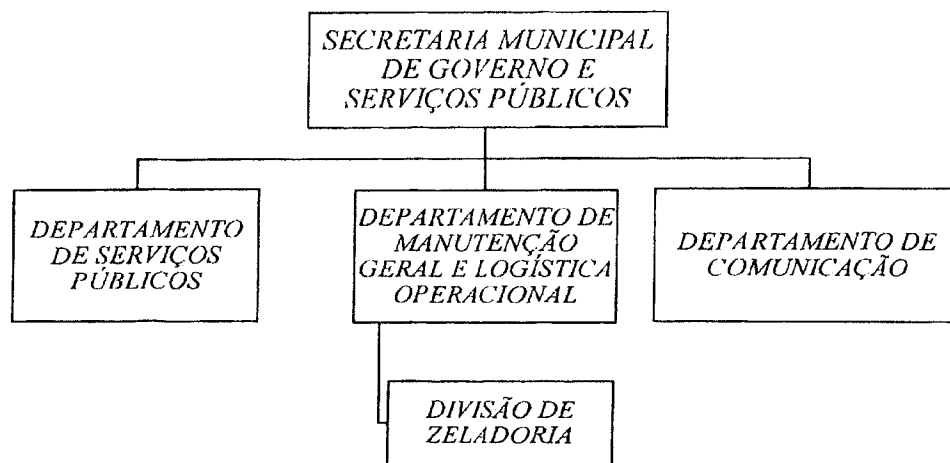 SECRETARIA MUNICIPAL
DE GOVERNO E
SERVIÇOS PÚBLICOS
DEPARTAMENTO
DE SERVIÇOS
PÚBLICOS
DEPARTAMENTO DE
MANUTENÇÃO
GERAL E LOGÍSTICA
OPERACIONAL
DEPARTAMENTO DE
COMUNICAÇÃO
DIVISÃO DE
ZELADORIA